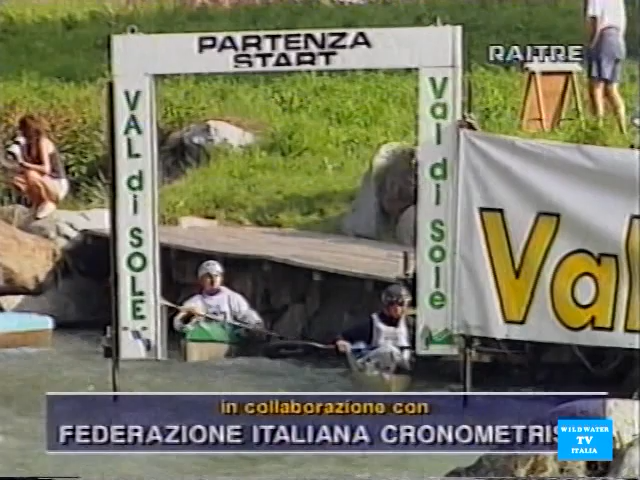 PARTENZA
START
RAITRE
VAL di SOLE
Val di Sole
Val
in collaborazione con
FEDERAZIONE ITALIANA CRONOMETRIS
WILD WATER
TV
ITALIA